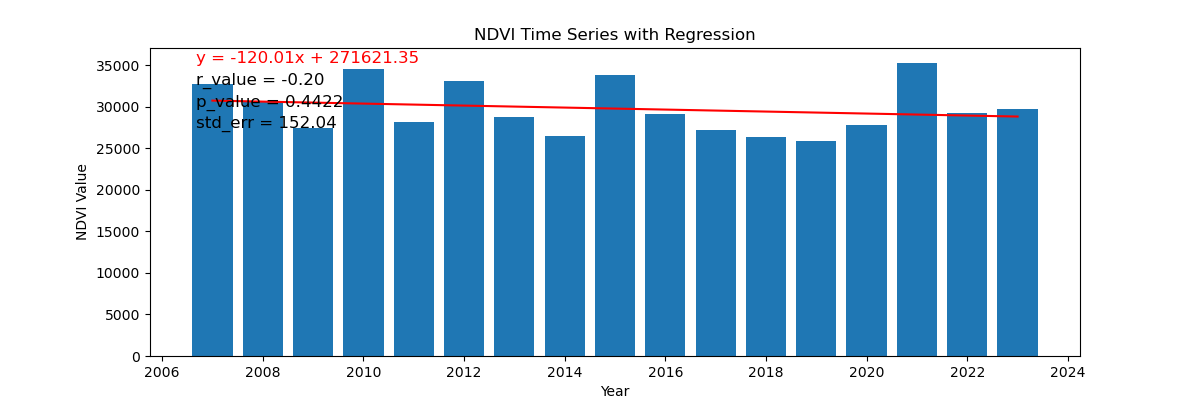 NDVI Time Series with Regression
y = -120.01x + 271621.35
r_value = -0.20
p_value = 0.4422
std_err = 152.04
35000
30000
25000
20000
15000
10000
5000
0
NDVI Value
2006 2008 2010 2012 2014 2016 2018 2020 2022 2024
Year